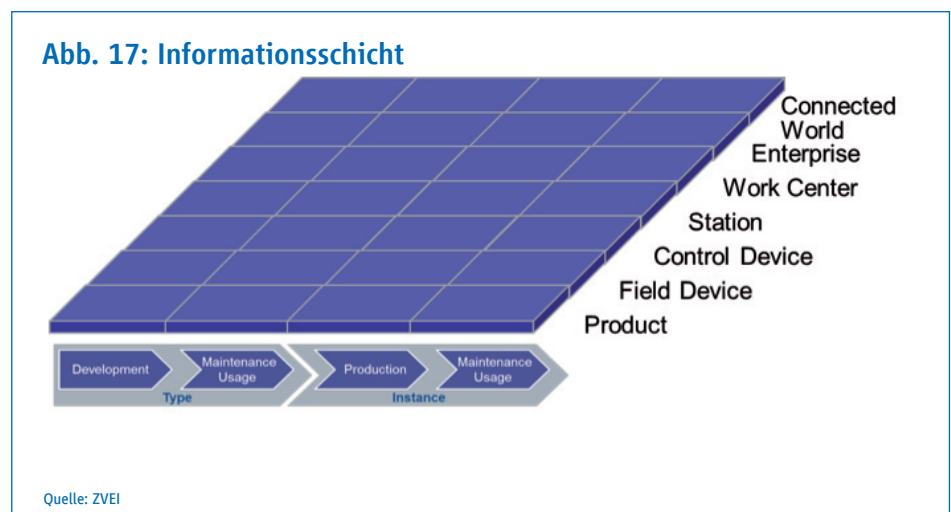 Abb. 17: Informationsschicht
Connected
World
Enterprise
Work Center
Station
Control Device
Field Device
Product
Development
Maintenance
Usage
Production
Maintenance
Usage
Type
Instance
Quelle: ZVEI